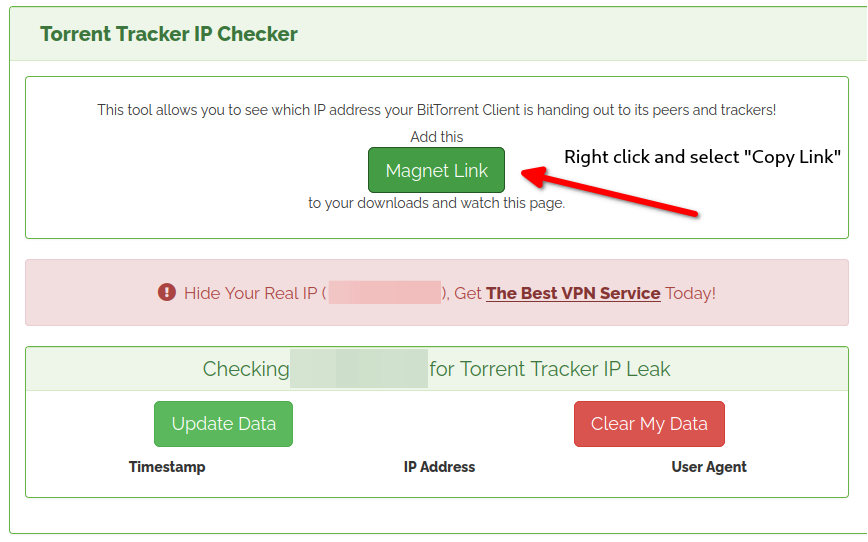 Torrent Tracker IP Checker
This tool allows you to see which IP address your BitTorrent Client is handing out to its peers and trackers!
Add this
Magnet Link
Right click and select "Copy Link"
to your downloads and watch this page.
Hide Your Real IP ( ), Get The Best VPN Service Today!
Checking for Torrent Tracker IP Leak
Update Data Clear My Data
Timestamp IP Address User Agent